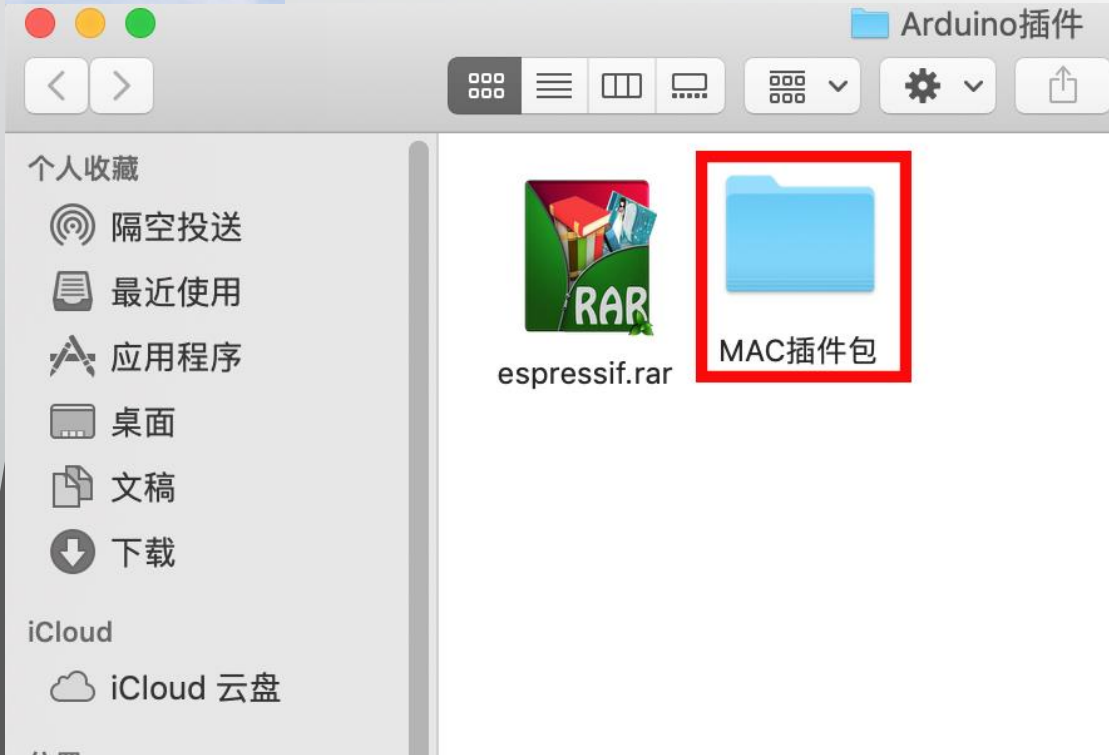 Arduino插件
个人收藏
隔空投送
最近使用
应用程序
桌面
文稿
下载
iCloud
iCloud 云盘
RAR
espressif.rar
MAC插件包